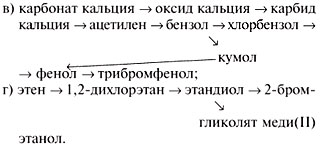 в) карбонат кальция → оксид кальция → карбид
кальция → ацетилен → бензол → хлорбензол →
кумол
→ фенол → трибромфенол;
г) этен → 1,2-дихлорэтан → этандиол → 2-бром-
гликолят меди(II)
этанол.